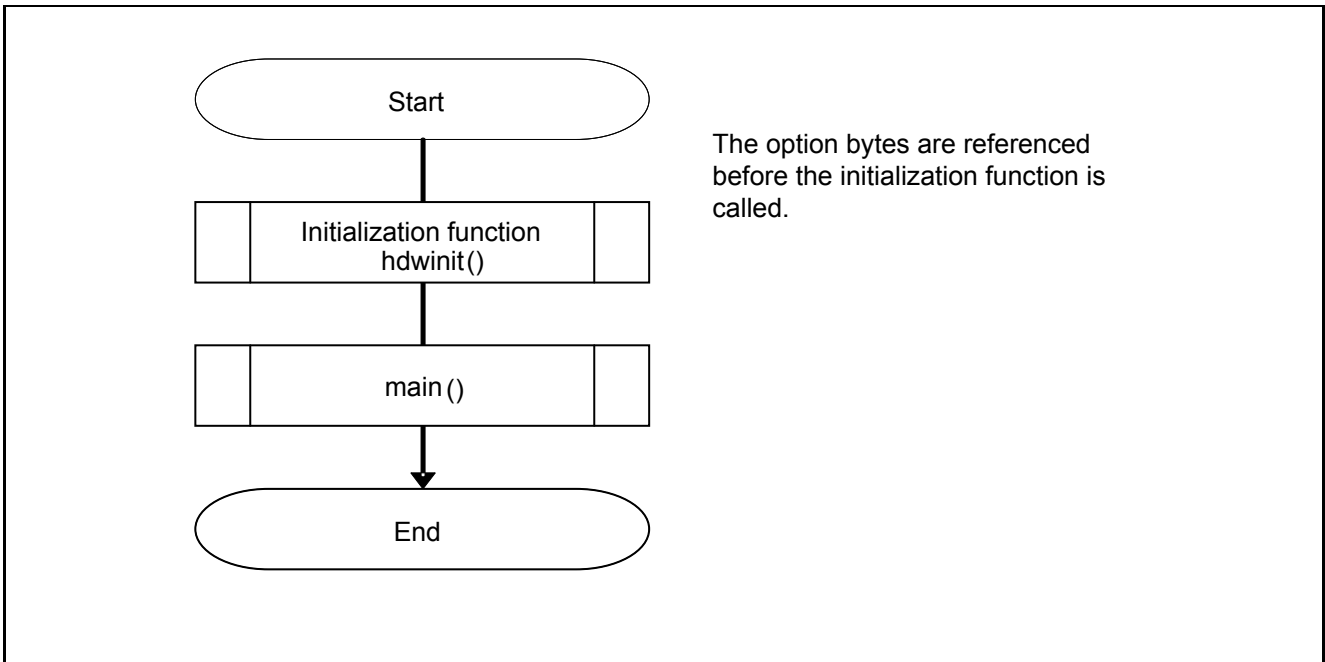 Start
The option bytes are referenced
before the initialization function is
called.
Initialization function
hdwinit()
main()
End